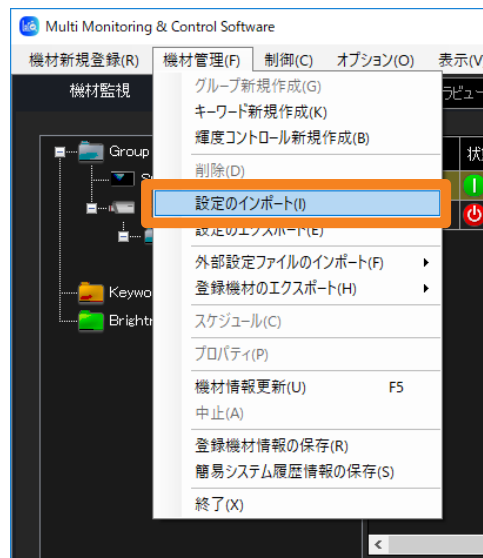 Multi Monitoring & Control Software
機材新規登録(R) 機材管理(F) 制御(C) オプション(O) 表示(V
機材監視
グループ新規作成(G)
キーワード新規作成(K)
輝度コントロール新規作成(B)
削除(D)
設定のインポート(I)
設定のエクスポート(E)
外部設定ファイルのインポート(F)
登録機材のエクスポート(H)
スケジュール(C)
プロパティ(P)
機材情報更新(U) F5
中止(A)
登録機材情報の保存(R)
簡易システム履歴情報の保存(S)
終了(X)
Group
Keywo
Brightn